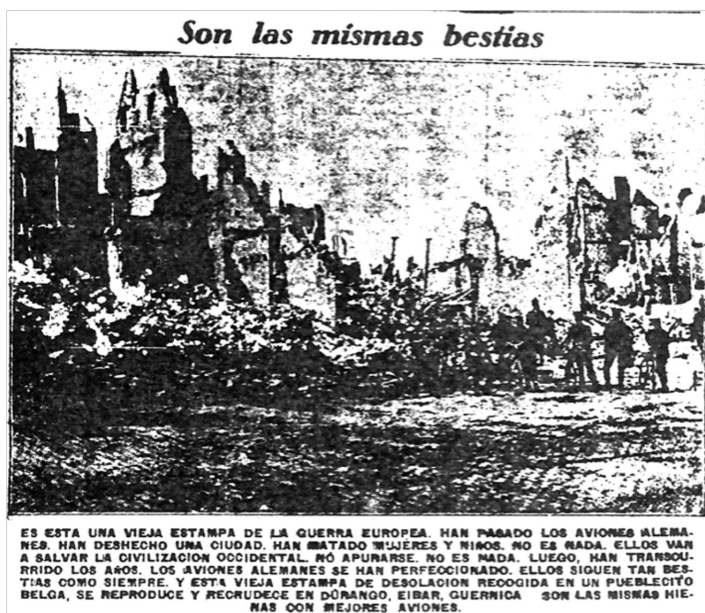 Son las mismas bestias
ES ESTA UNA VIEJA ESTAMPA DE LA GUERRA EUROPEA. HAN PASADO LOS AVIONES ALEMA-
NES. HAN DESHECHO UNA CIUDAD. HAN MATADO MUJERES Y NIÑOS. NO ES NADA. ELLOS VAN
A SALVAR LA CIVILIZACION OCCIDENTAL. NO APURARSE. NO ES NADA. LUEGO, HAN TRANSCU-
RRIDO LOS AÑOS. LOS AVIONES ALEMANES SE HAN PERFECCIONADO. ELLOS SIGUEN TAN BES-
TIAS COMO SIEMPRE. Y ESTA VIEJA ESTAMPA DE DESOLACION RECOGIDA EN UN PUEBLECITO
BELGA, SE REPRODUCE Y RECRUDECE EN DURANGO, EIBAR, GUERNICA SON LAS MISMAS HIE-
NAS CON MEJORES AVIONES.